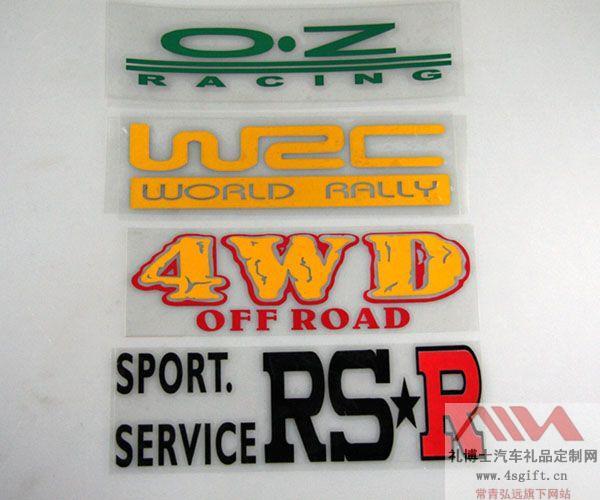 O·Z
RACING
WRC
WORLD RALLY
4WD
OFF ROAD
SPORT.
SERVICE
RS★R
礼博士汽车礼品定制网
www.4sgift.cn
常青弘远旗下网站